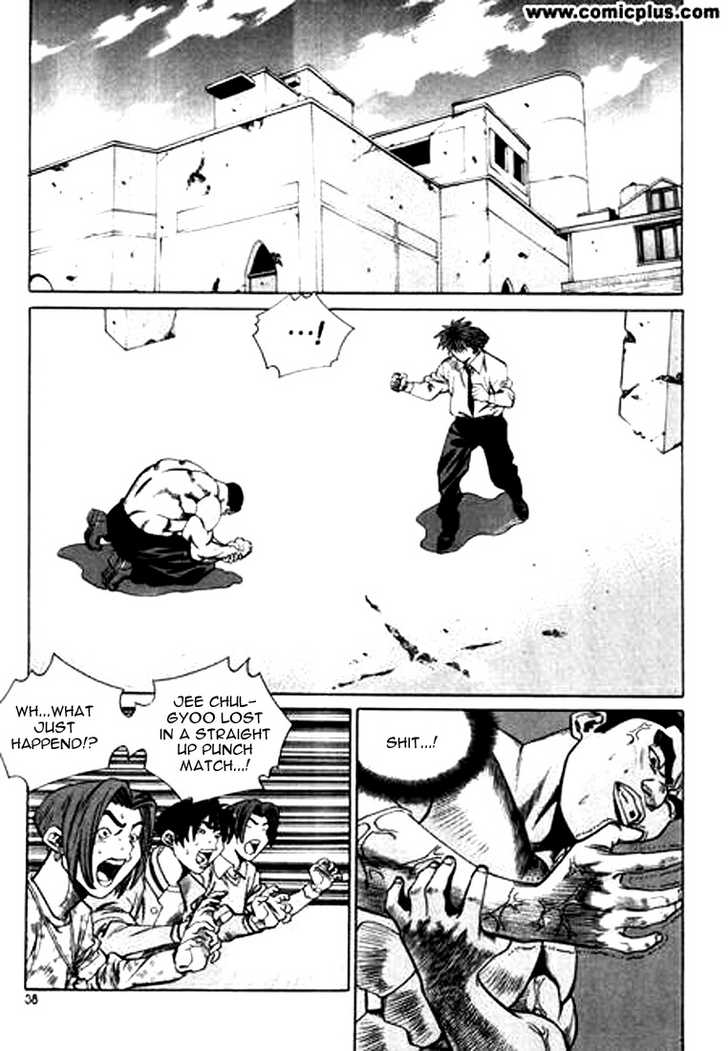 www.comicplus.com
...!
WH...WHAT
JUST
HAPPEND!?
JEE CHUL-
GYOO LOST
IN A STRAIGHT
UP PUNCH
MATCH...!
SHIT...!
38